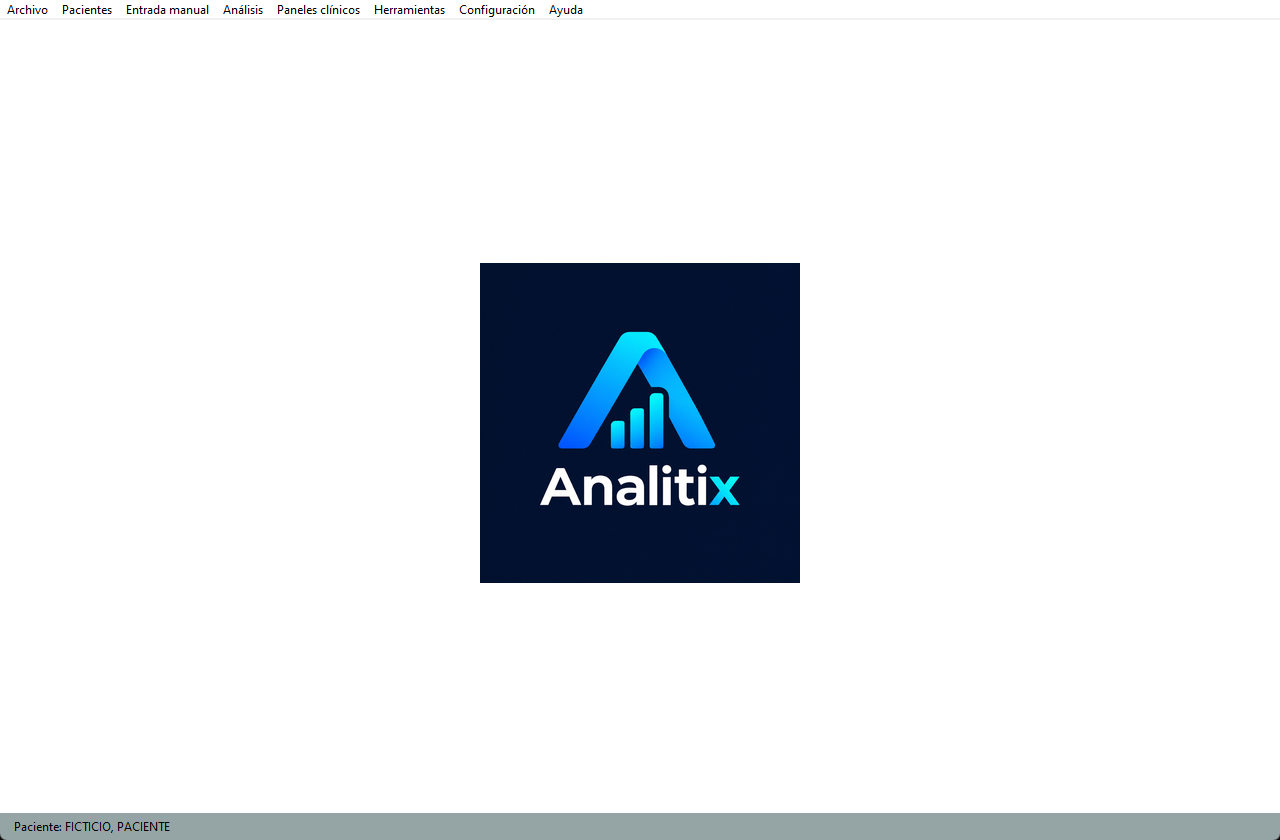 Archivo Pacientes Entrada manual Análisis Paneles clínicos Herramientas Configuración Ayuda
Analitix
Paciente: FICTICIO, PACIENTE